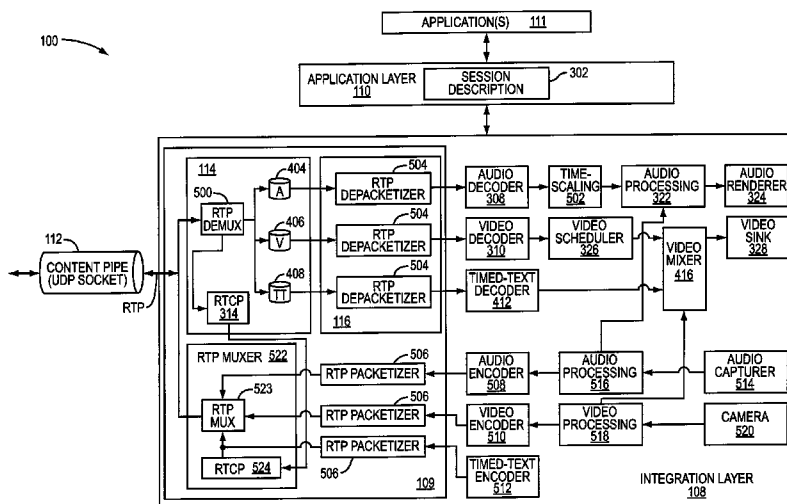 100
APPLICATION(S) 111
APPLICATION LAYER
110
SESSION
DESCRIPTION
302
114
500
RTP
DEMUX
404
A
406
V
408
TT
RTCP
314
504
RTP
DEPACKETIZER
504
RTP
DEPACKETIZER
504
RTP
DEPACKETIZER
116
AUDIO
DECODER
308
TIME-
SCALING
502
AUDIO
PROCESSING
322
AUDIO
RENDERER
324
VIDEO
DECODER
310
VIDEO
SCHEDULER
326
VIDEO
MIXER
416
VIDEO
SINK
328
TIMED-TEXT
DECODER
412
112
CONTENT PIPE
(UDP SOCKET)
RTP
RTP MUXER 522
523
RTP
MUX
RTCP 524
506
RTP PACKETIZER
506
RTP PACKETIZER
RTP PACKETIZER
506
109
AUDIO
ENCODER
508
AUDIO
PROCESSING
516
AUDIO
CAPTURER
514
VIDEO
ENCODER
510
VIDEO
PROCESSING
518
CAMERA
520
TIMED-TEXT
ENCODER
512
INTEGRATION LAYER
108